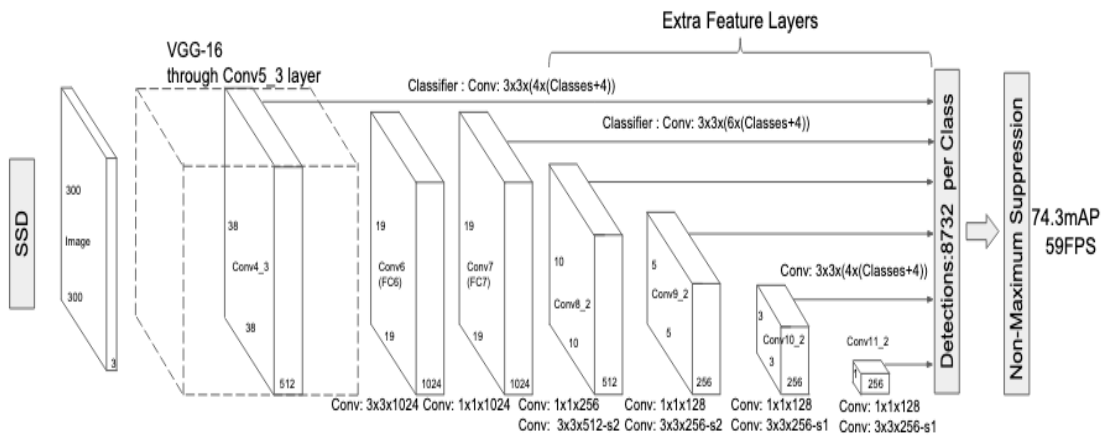 Extra Feature Layers
VGG-16
through Conv5_3 layer
Classifier : Conv: 3x3x(4x(Classes+4))
Classifier : Conv: 3x3x(6x(Classes+4))
SSD
300
Image
300
3
38
Conv4_3
38
512
19
Conv6
(FC6)
19
1024
19
Conv7
(FC7)
19
1024
10
Conv8_2
10
512
5
Conv9_2
5
256
Conv: 3x3x(4x(Classes+4))
3
Conv10_2
3
256
Conv11_2
1
256
Conv: 3x3x1024
Conv: 1x1x1024
Conv: 1x1x256
Conv: 3x3x512-s2
Conv: 1x1x128
Conv: 3x3x256-s2
Conv: 1x1x128
Conv: 3x3x256-s1
Conv: 1x1x128
Conv: 3x3x256-s1
Detections:8732 per Class
Non-Maximum Suppression
74.3mAP
59FPS